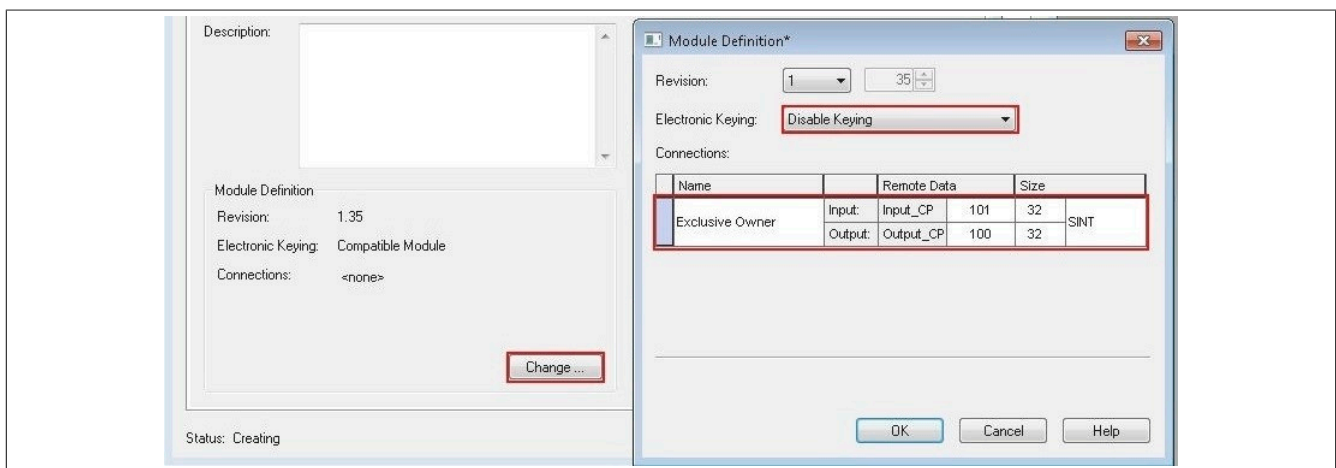 Description:
Module Definition
Revision: 1.35
Electronic Keying: Compatible Module
Connections: <none>
Change ...
Status: Creating
Module Definition*
Revision: 1 35
Electronic Keying: Disable Keying
Connections:
Name Remote Data Size
Exclusive Owner Input: Input_CP 101 32 SINT
Output: Output_CP 100 32
OK Cancel Help